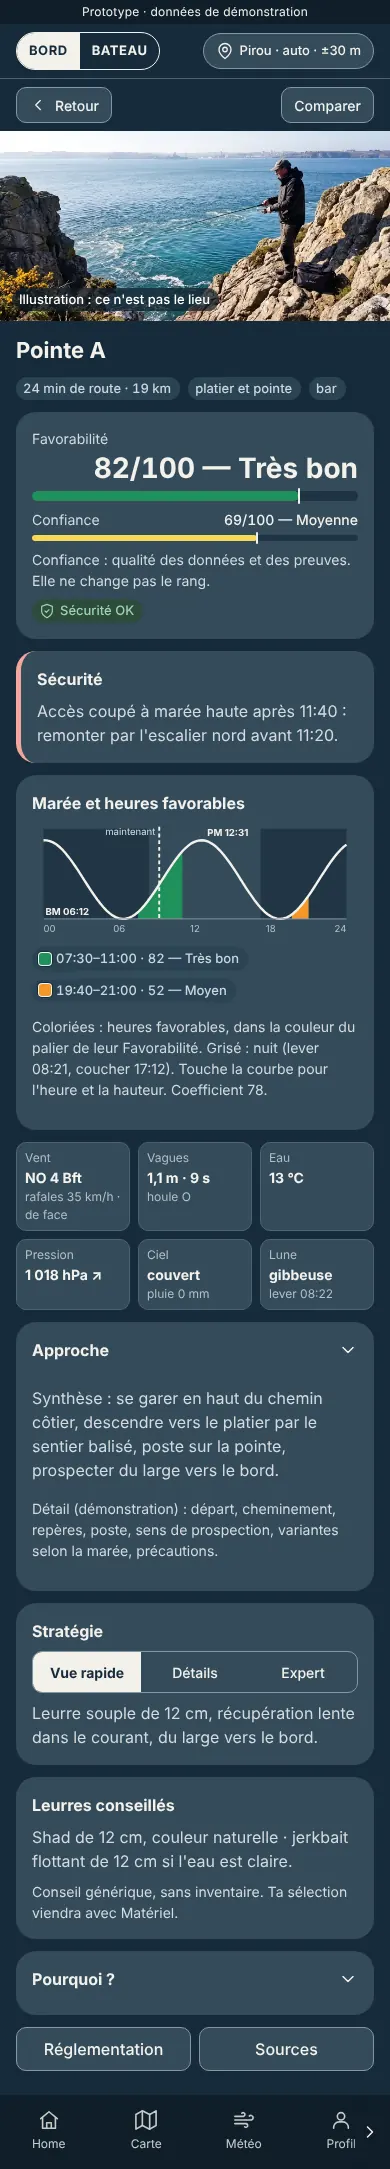 Prototype · données de démonstration
BORD BATEAU Pirou · auto · ±30 m
Retour Comparer
Illustration : ce n'est pas le lieu
Pointe A
24 min de route · 19 km platier et pointe bar
Favorabilité
82/100 — Très bon
Confiance 69/100 — Moyenne
Confiance : qualité des données et des preuves.
Elle ne change pas le rang.
Sécurité OK
Sécurité
Accès coupé à marée haute après 11:40 :
remonter par l'escalier nord avant 11:20.
Marée et heures favorables
maintenant PM 12:31
BM 06:12
00 06 12 18 24
07:30–11:00 · 82 — Très bon
19:40–21:00 · 52 — Moyen
Coloriées : heures favorables, dans la couleur du
palier de leur Favorabilité. Grisé : nuit (lever
08:21, coucher 17:12). Touche la courbe pour
l'heure et la hauteur. Coefficient 78.
Vent Vagues Eau
NO 4 Bft 1,1 m · 9 s 13 °C
rafales 35 km/h · houle O
de face
Pression Ciel Lune
1 018 hPa ↗ couvert gibbeuse
pluie 0 mm lever 08:22
Approche
Synthèse : se garer en haut du chemin
côtier, descendre vers le platier par le
sentier balisé, poste sur la pointe,
prospecter du large vers le bord.
Détail (démonstration) : départ, cheminement,
repères, poste, sens de prospection, variantes
selon la marée, précautions.
Stratégie
Vue rapide Détails Expert
Leurre souple de 12 cm, récupération lente
dans le courant, du large vers le bord.
Leurres conseillés
Shad de 12 cm, couleur naturelle · jerkbait
flottant de 12 cm si l'eau est claire.
Conseil générique, sans inventaire. Ta sélection
viendra avec Matériel.
Pourquoi ?
Réglementation Sources
Home Carte Météo Profil